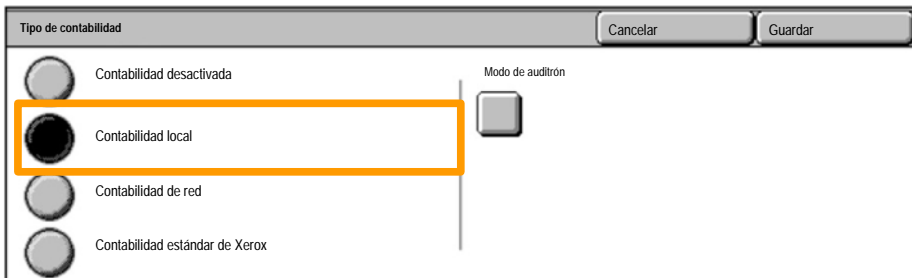 Tipo de contabilidad
Cancelar
Guardar
Contabilidad desactivada
Modo de auditrón
Contabilidad local
Contabilidad de red
Contabilidad estándar de Xerox